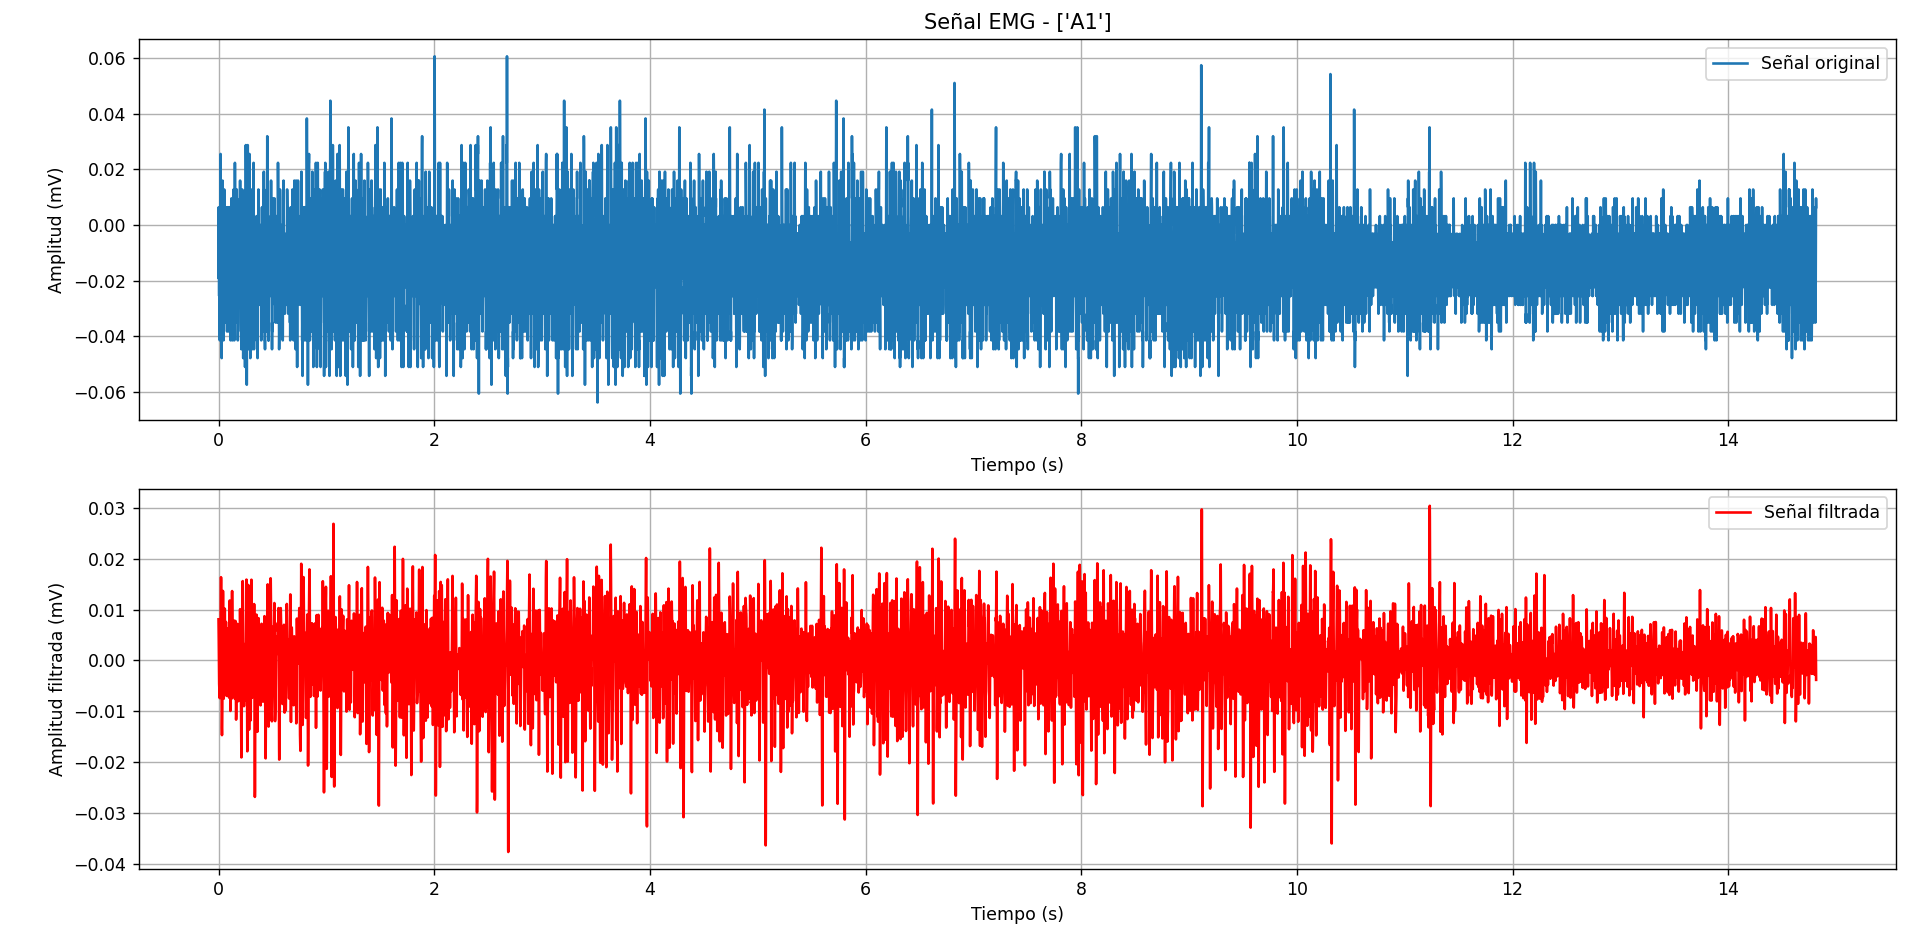 Señal EMG - ['A1']
Señal original
0.06
0.04
0.02
0.00
−0.02
−0.04
−0.06
Amplitud (mV)
0 2 4 6 8 10 12 14
Tiempo (s)
Señal filtrada
0.03
0.02
0.01
0.00
−0.01
−0.02
−0.03
−0.04
Amplitud filtrada (mV)
0 2 4 6 8 10 12 14
Tiempo (s)